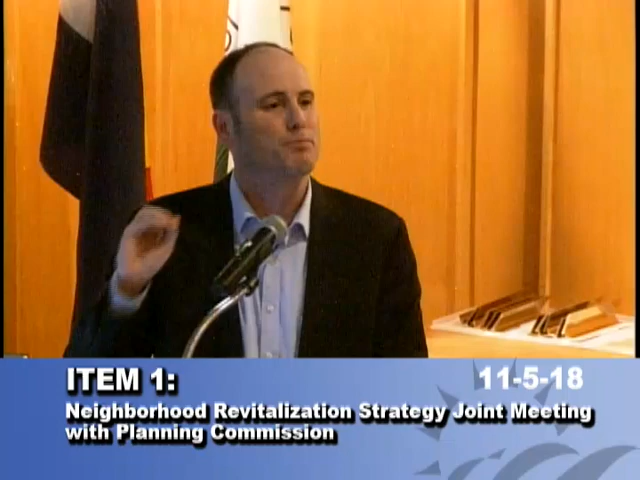 ITEM 1:
11-5-18
Neighborhood Revitalization Strategy Joint Meeting
with Planning Commission